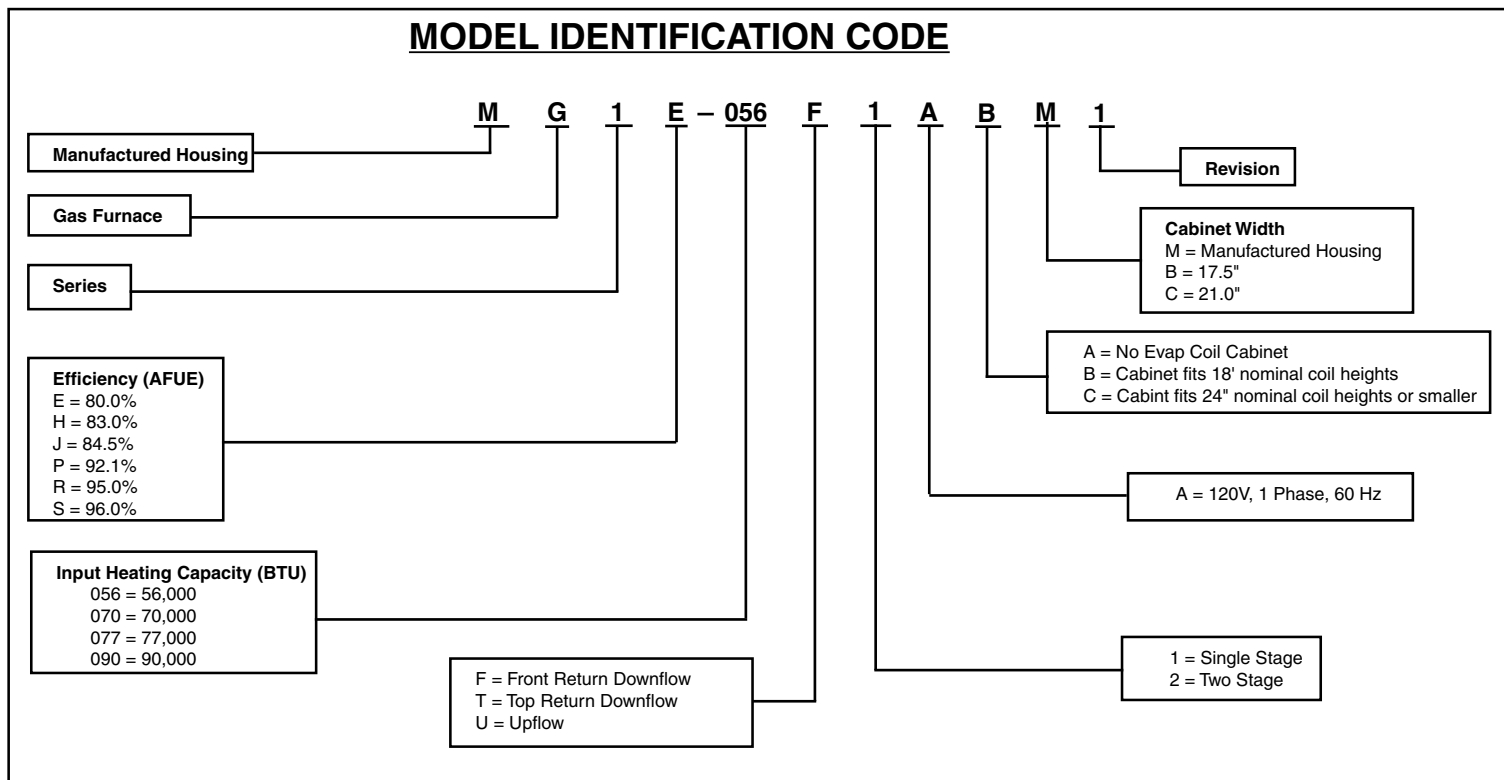 MODEL IDENTIFICATION CODE
M G 1 E – 056 F 1 A B M 1
Manufactured Housing
Gas Furnace
Series
Efficiency (AFUE)
E = 80.0%
H = 83.0%
J = 84.5%
P = 92.1%
R = 95.0%
S = 96.0%
Input Heating Capacity (BTU)
056 = 56,000
070 = 70,000
077 = 77,000
090 = 90,000
F = Front Return Downflow
T = Top Return Downflow
U = Upflow
1 = Single Stage
2 = Two Stage
A = 120V, 1 Phase, 60 Hz
A = No Evap Coil Cabinet
B = Cabinet fits 18' nominal coil heights
C = Cabint fits 24" nominal coil heights or smaller
Cabinet Width
M = Manufactured Housing
B = 17.5"
C = 21.0"
Revision